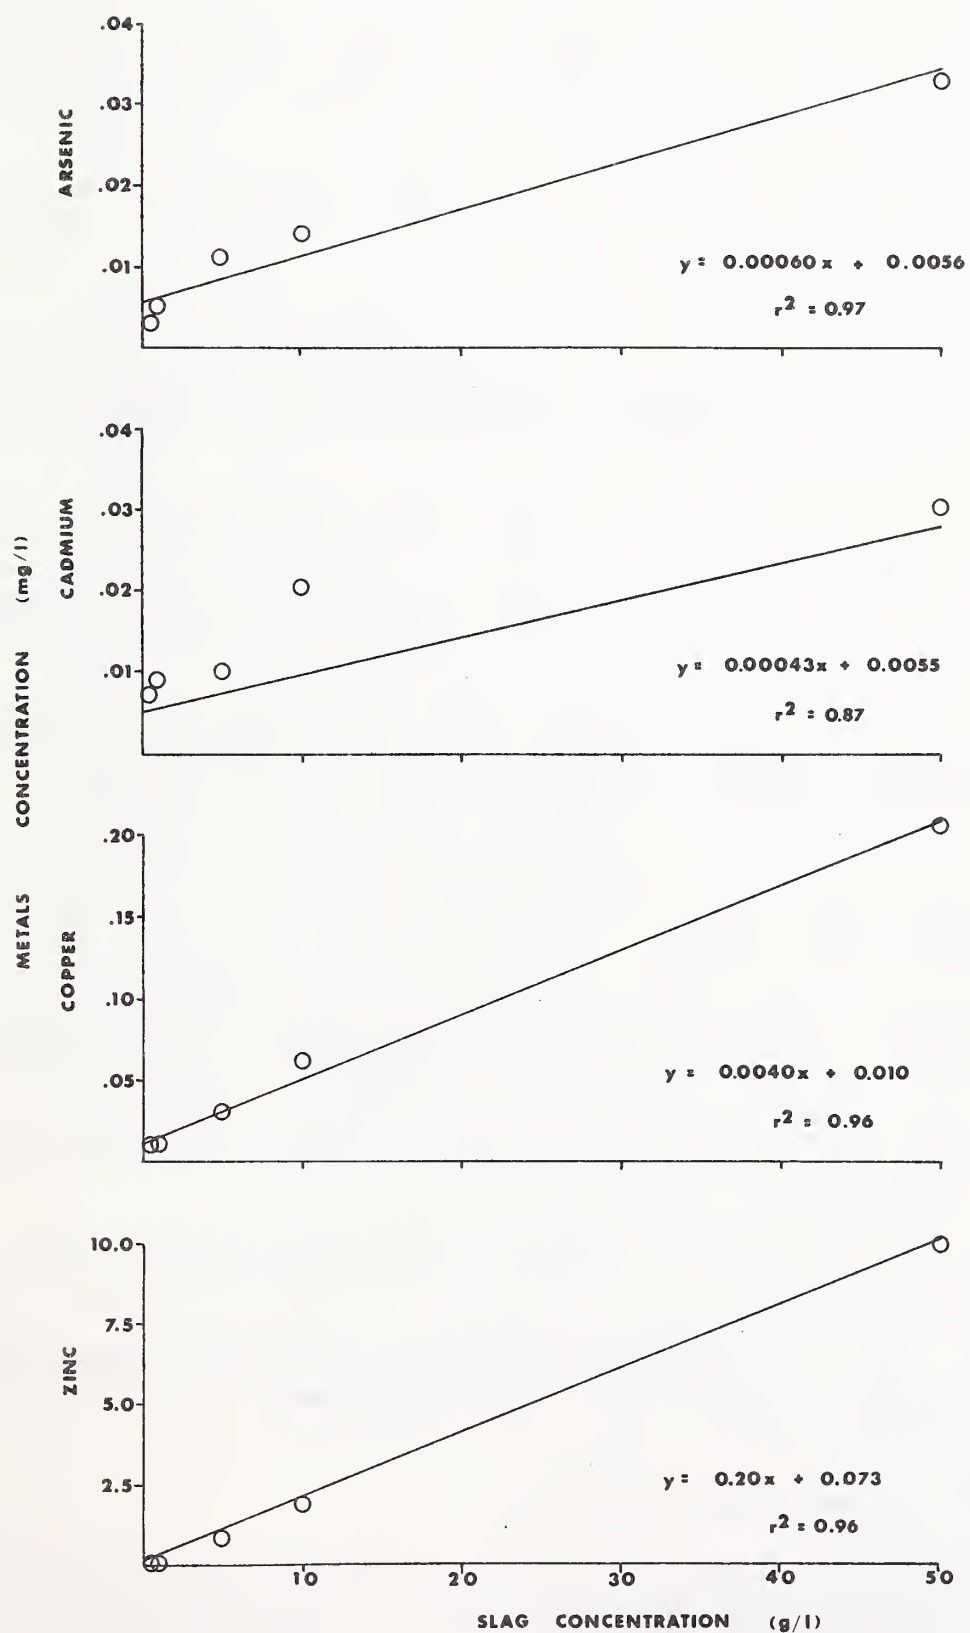 METALS CONCENTRATION (mg/l)
ARSENIC
.04
.03
.02
.01
y = 0.00060x + 0.0056
r2 = 0.97
CADMIUM
.04
.03
.02
.01
y = 0.00043x + 0.0055
r2 = 0.87
COPPER
.20
.15
.10
.05
y = 0.0040x + 0.010
r2 = 0.96
ZINC
10.0
7.5
5.0
2.5
y = 0.20x + 0.073
r2 = 0.96
10 20 30 40 50
SLAG CONCENTRATION (g/l)